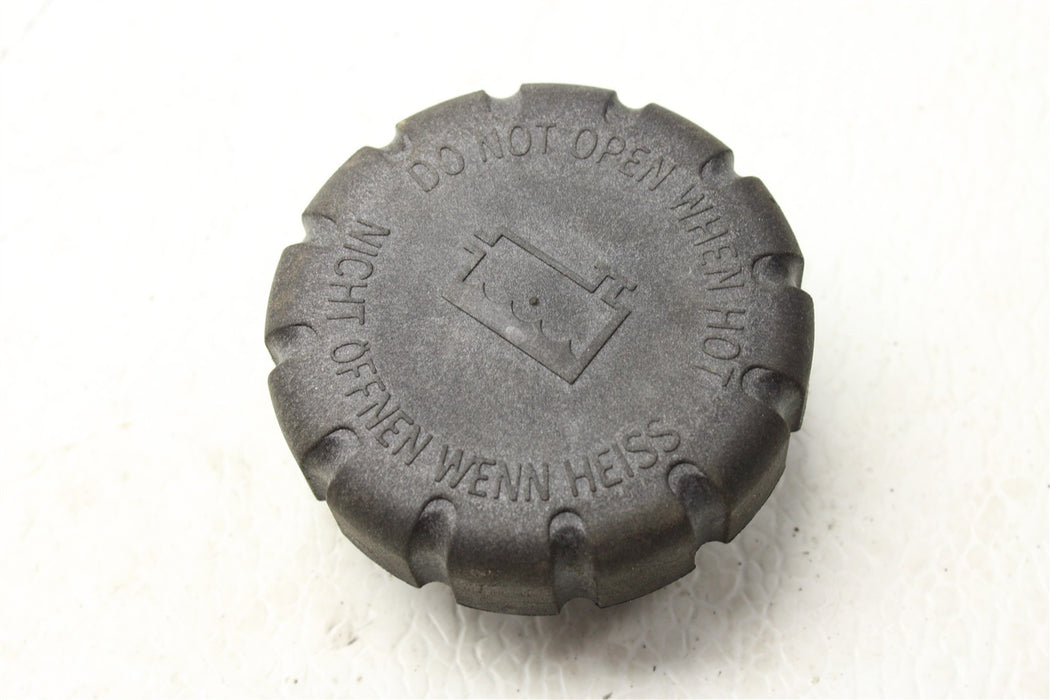 DO NOT OPEN WHEN HOT
NICHT OFFNEN WENN HEISS